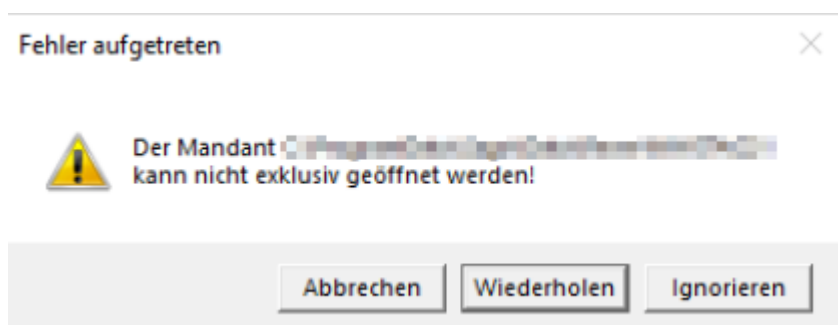 Fehler aufgetreten
Der Mandant
kann nicht exklusiv geöffnet werden!
Abbrechen Wiederholen Ignorieren